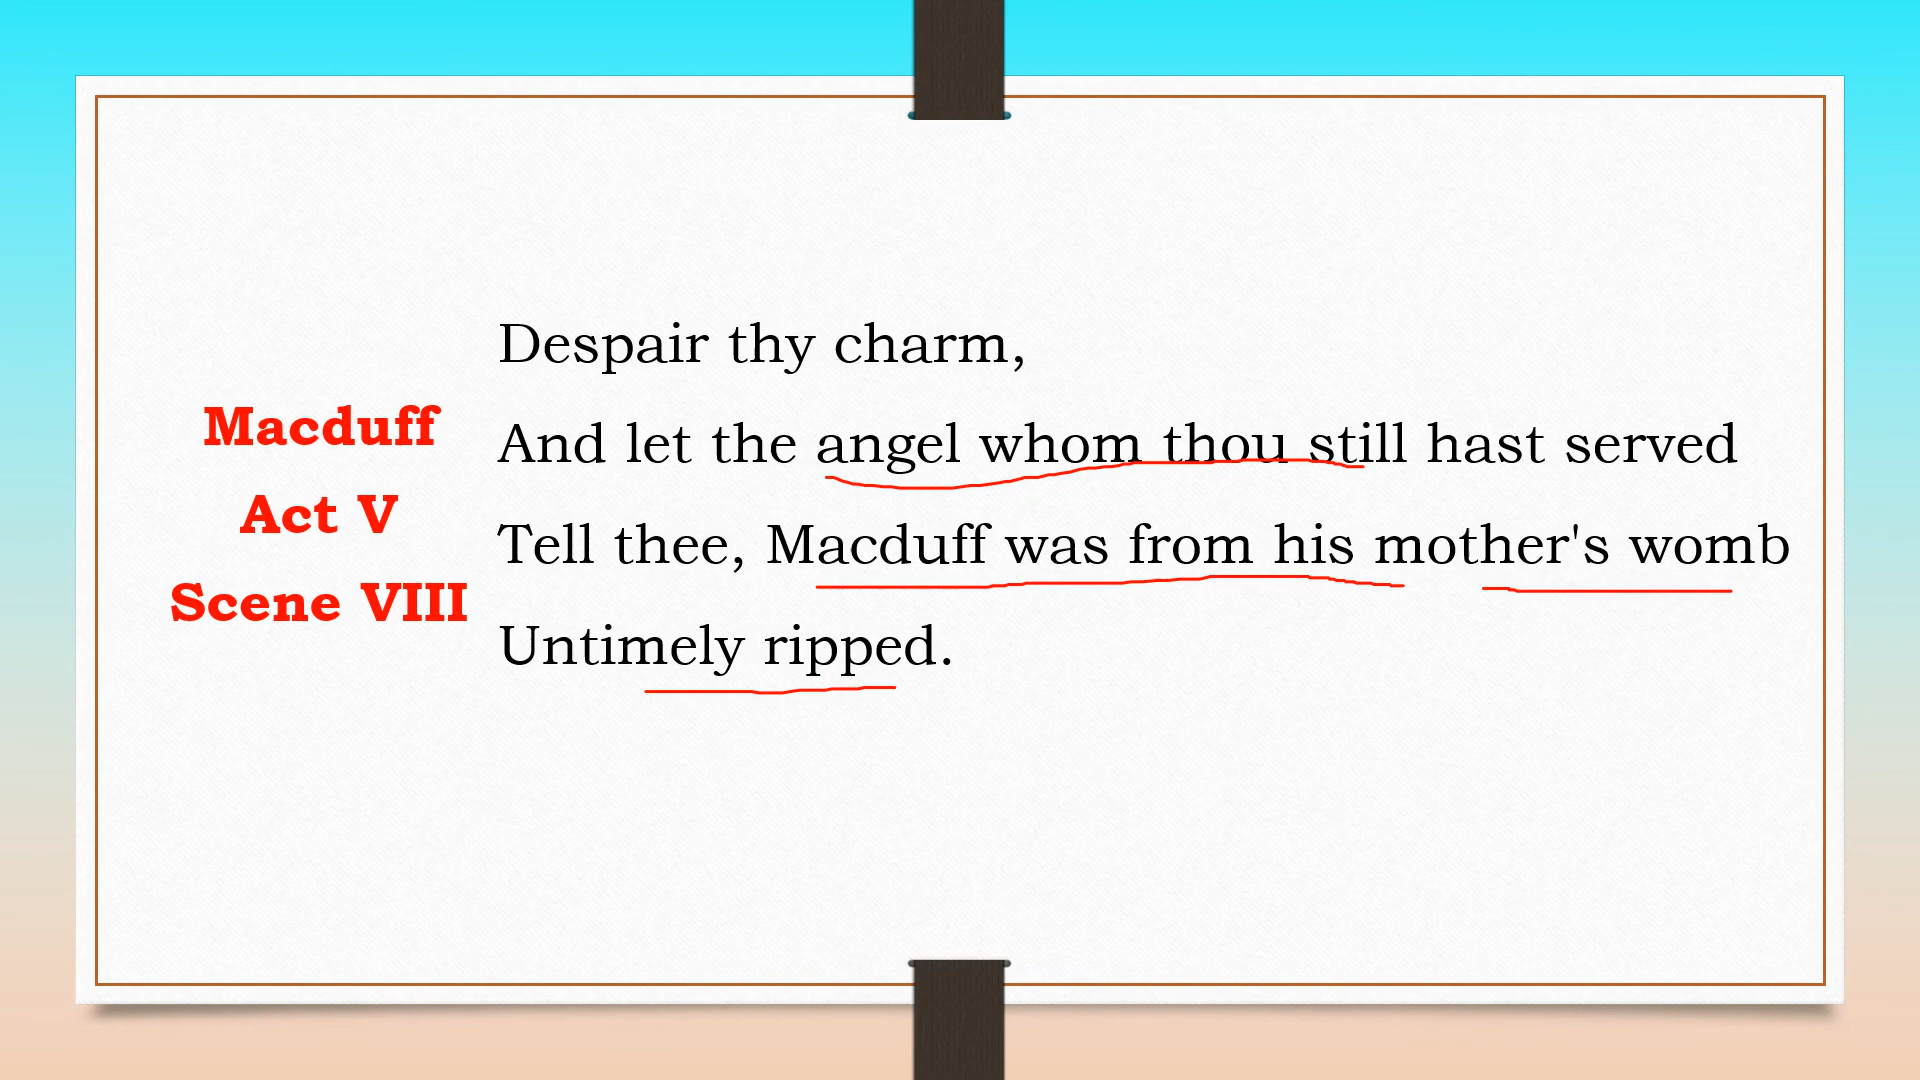 Macduff
Act V
Scene VIII
Despair thy charm,
And let the angel whom thou still hast served
Tell thee, Macduff was from his mother's womb
Untimely ripped.